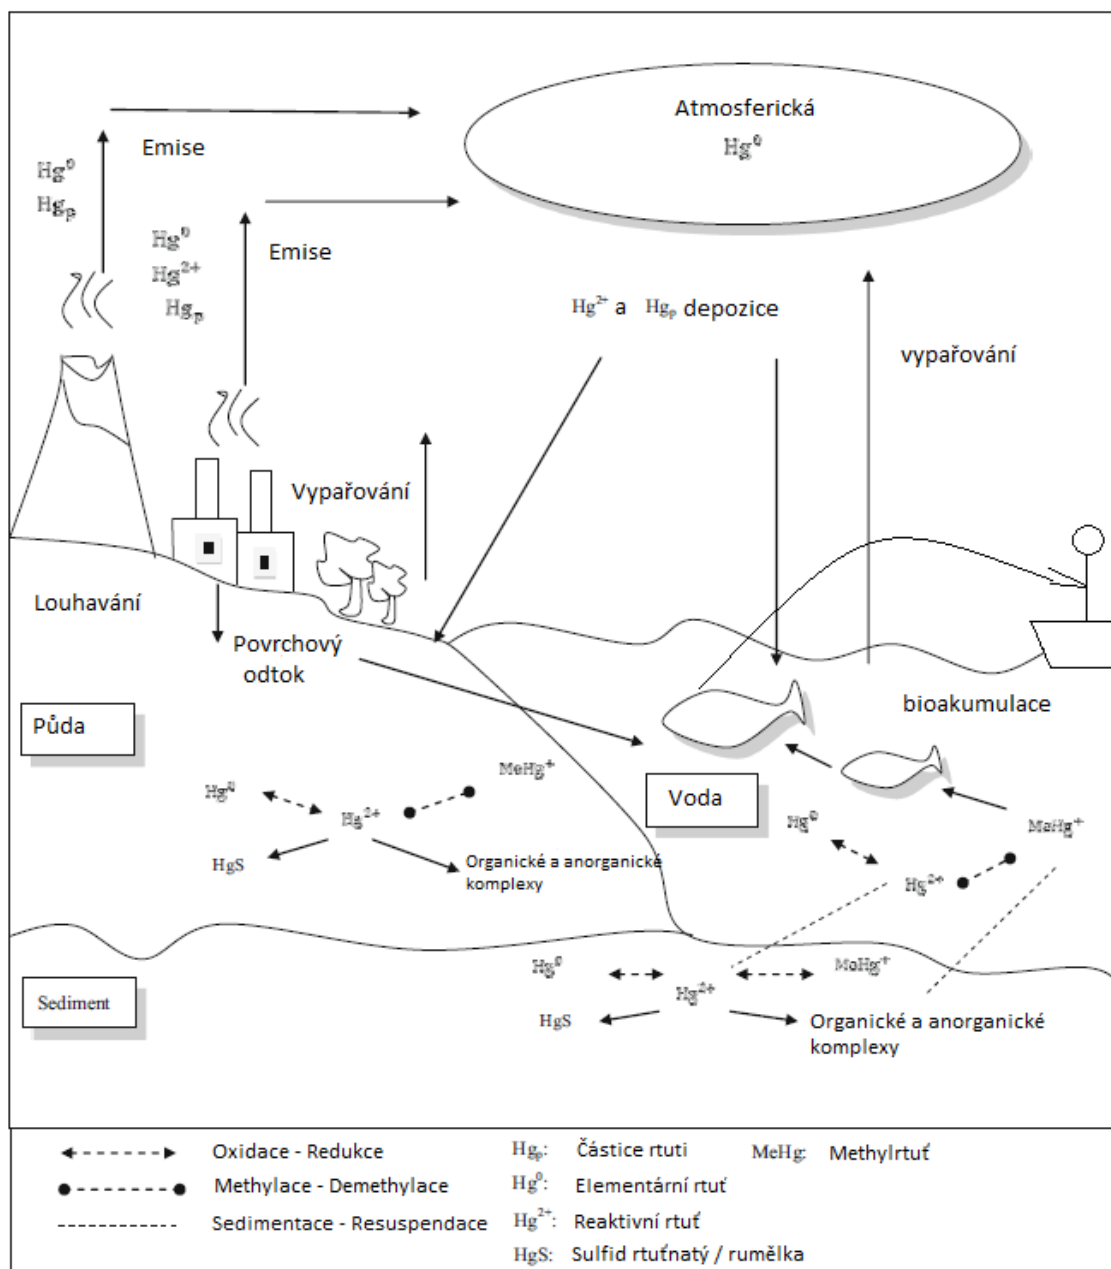 Atmosferická
Hg⁰
Emise
Hg⁰
Hgₚ
Hg⁰
Hg²⁺
Hgₚ
Emise
Hg²⁺ a Hgₚ depozice
vypařování
Vypařování
Louhavání
Povrchový
odtok
Půda
bioakumulace
MeHg⁺
Hg⁰
Hg²⁺
HgS
Organické a anorganické
komplexy
Voda
Hg⁰
MeHg⁺
Hg²⁺
Sediment
Hg⁰
MeHg⁺
Hg²⁺
HgS
Organické a anorganické
komplexy
Oxidace - Redukce
Hgₚ: Částice rtuti
MeHg: Methylrtuť
Methylace - Demethylace
Hg⁰: Elementární rtuť
Sedimentace - Resuspendace
Hg²⁺: Reaktivní rtuť
HgS: Sulfid rtuťnatý / rumělka